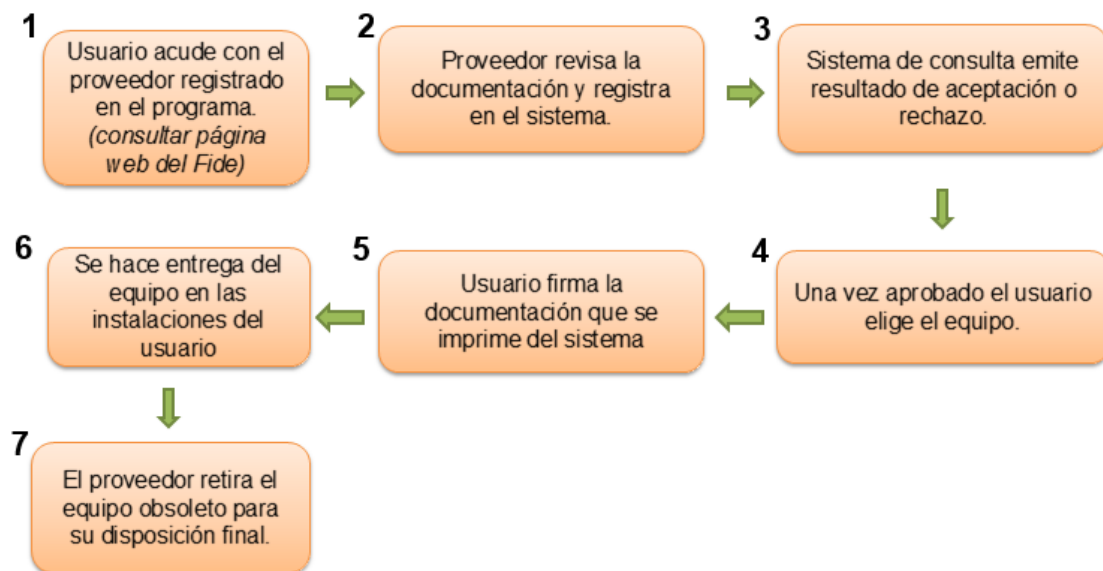 1
Usuario acude con el
proveedor registrado
en el programa.
(consultar página
web del Fide)
2
Proveedor revisa la
documentación y registra
en el sistema.
3
Sistema de consulta emite
resultado de aceptación o
rechazo.
4
Una vez aprobado el usuario
elige el equipo.
5
Usuario firma la
documentación que se
imprime del sistema
6
Se hace entrega del
equipo en las
instalaciones del
usuario
7
El proveedor retira el
equipo obsoleto para
su disposición final.